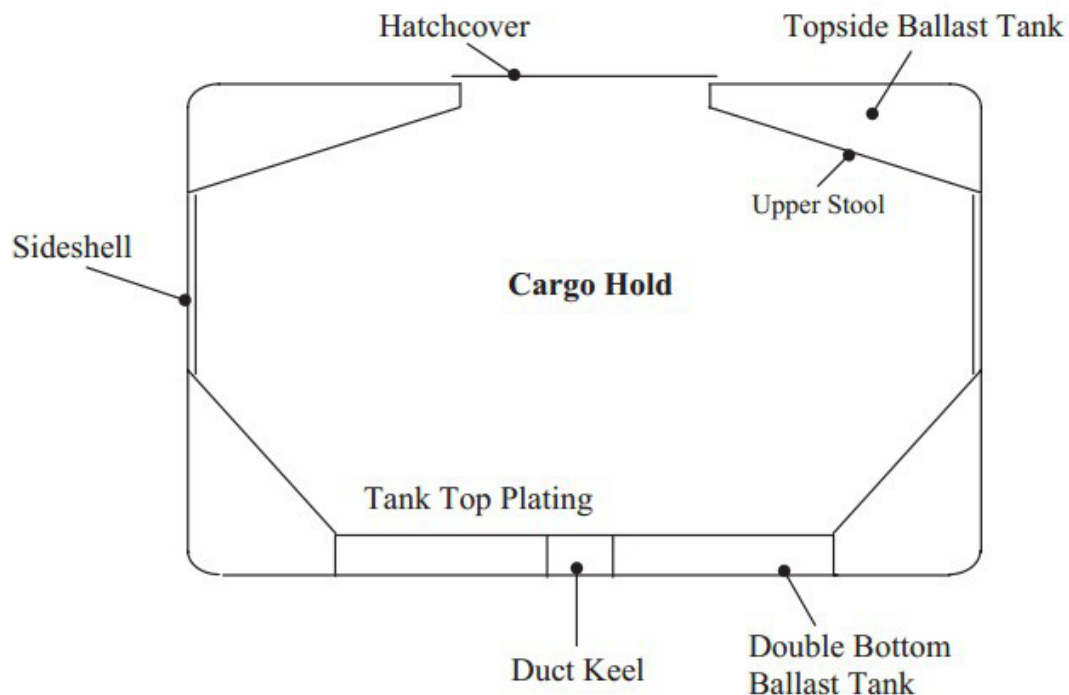 Hatchcover
Topside Ballast Tank
Upper Stool
Sideshell
Cargo Hold
Tank Top Plating
Duct Keel
Double Bottom
Ballast Tank